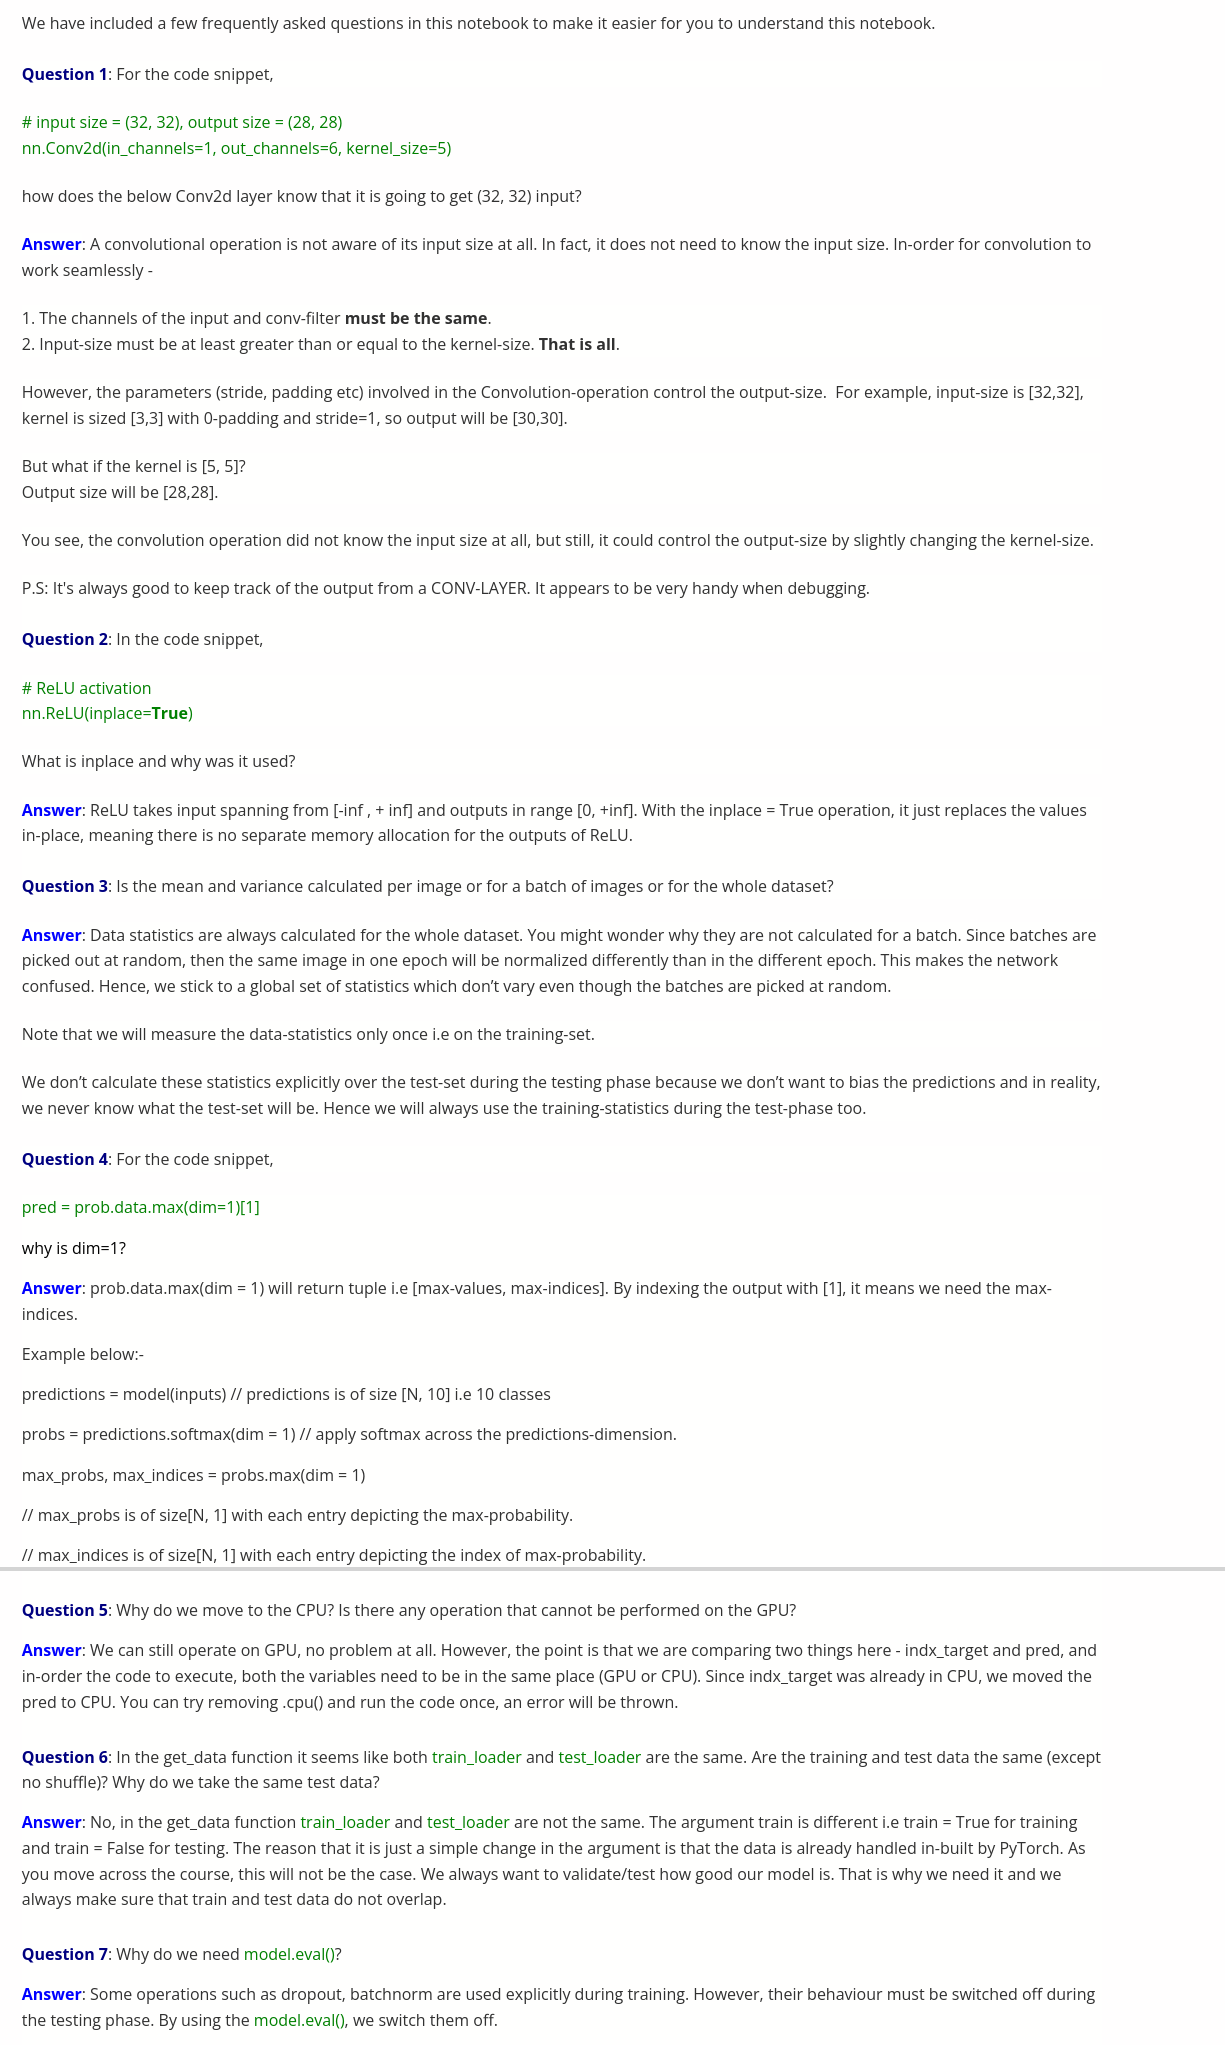 We have included a few frequently asked questions in this notebook to make it easier for you to understand this notebook.
Question 1: For the code snippet,
# input size = (32, 32), output size = (28, 28)
nn.Conv2d(in_channels=1, out_channels=6, kernel_size=5)
how does the below Conv2d layer know that it is going to get (32, 32) input?
Answer: A convolutional operation is not aware of its input size at all. In fact, it does not need to know the input size. In-order for convolution to
work seamlessly -
1. The channels of the input and conv-filter must be the same.
2. Input-size must be at least greater than or equal to the kernel-size. That is all.
However, the parameters (stride, padding etc) involved in the Convolution-operation control the output-size.  For example, input-size is [32,32],
kernel is sized [3,3] with 0-padding and stride=1, so output will be [30,30].
But what if the kernel is [5, 5]?
Output size will be [28,28].
You see, the convolution operation did not know the input size at all, but still, it could control the output-size by slightly changing the kernel-size.
P.S: It's always good to keep track of the output from a CONV-LAYER. It appears to be very handy when debugging.
Question 2: In the code snippet,
# ReLU activation
nn.ReLU(inplace=True)
What is inplace and why was it used?
Answer: ReLU takes input spanning from [-inf , + inf] and outputs in range [0, +inf]. With the inplace = True operation, it just replaces the values
in-place, meaning there is no separate memory allocation for the outputs of ReLU.
Question 3: Is the mean and variance calculated per image or for a batch of images or for the whole dataset?
Answer: Data statistics are always calculated for the whole dataset. You might wonder why they are not calculated for a batch. Since batches are
picked out at random, then the same image in one epoch will be normalized differently than in the different epoch. This makes the network
confused. Hence, we stick to a global set of statistics which don’t vary even though the batches are picked at random.
Note that we will measure the data-statistics only once i.e on the training-set.
We don’t calculate these statistics explicitly over the test-set during the testing phase because we don’t want to bias the predictions and in reality,
we never know what the test-set will be. Hence we will always use the training-statistics during the test-phase too.
Question 4: For the code snippet,
pred = prob.data.max(dim=1)[1]
why is dim=1?
Answer: prob.data.max(dim = 1) will return tuple i.e [max-values, max-indices]. By indexing the output with [1], it means we need the max-
indices.
Example below:-
predictions = model(inputs) // predictions is of size [N, 10] i.e 10 classes
probs = predictions.softmax(dim = 1) // apply softmax across the predictions-dimension.
max_probs, max_indices = probs.max(dim = 1)
// max_probs is of size[N, 1] with each entry depicting the max-probability.
// max_indices is of size[N, 1] with each entry depicting the index of max-probability.
Question 5: Why do we move to the CPU? Is there any operation that cannot be performed on the GPU?
Answer: We can still operate on GPU, no problem at all. However, the point is that we are comparing two things here - indx_target and pred, and
in-order the code to execute, both the variables need to be in the same place (GPU or CPU). Since indx_target was already in CPU, we moved the
pred to CPU. You can try removing .cpu() and run the code once, an error will be thrown.
Question 6: In the get_data function it seems like both train_loader and test_loader are the same. Are the training and test data the same (except
no shuffle)? Why do we take the same test data?
Answer: No, in the get_data function train_loader and test_loader are not the same. The argument train is different i.e train = True for training
and train = False for testing. The reason that it is just a simple change in the argument is that the data is already handled in-built by PyTorch. As
you move across the course, this will not be the case. We always want to validate/test how good our model is. That is why we need it and we
always make sure that train and test data do not overlap.
Question 7: Why do we need model.eval()?
Answer: Some operations such as dropout, batchnorm are used explicitly during training. However, their behaviour must be switched off during
the testing phase. By using the model.eval(), we switch them off.